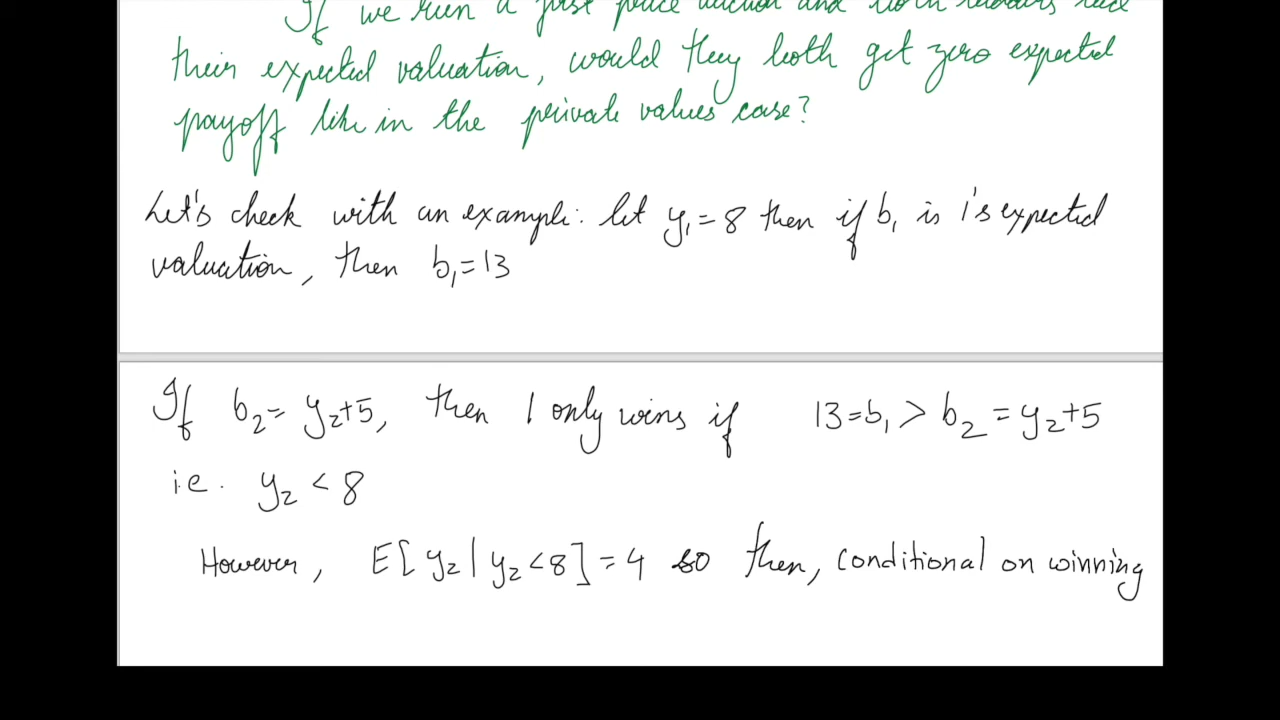 If we run a first price auction and both bidders bid
their expected valuation, would they both get zero expected
payoff like in the private values case?
Let's check with an example: let y₁=8 then if b₁ is 1's expected
valuation, then b₁=13
If b₂= y₂+5, then 1 only wins if 13=b₁ > b₂ = y₂+5
i.e. y₂ < 8
However, E[y₂|y₂<8]=4 so then, conditional on winning